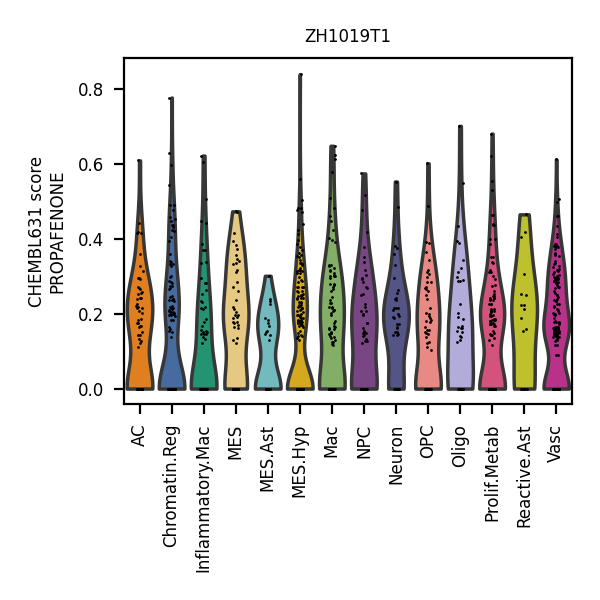 ZH1019T1
CHEMBL631 score
PROPAFENONE
0.8
0.6
0.4
0.2
0.0
AC
Chromatin.Reg
Inflammatory.Mac
MES
MES.Ast
MES.Hyp
Mac
NPC
Neuron
OPC
Oligo
Prolif.Metab
Reactive.Ast
Vasc